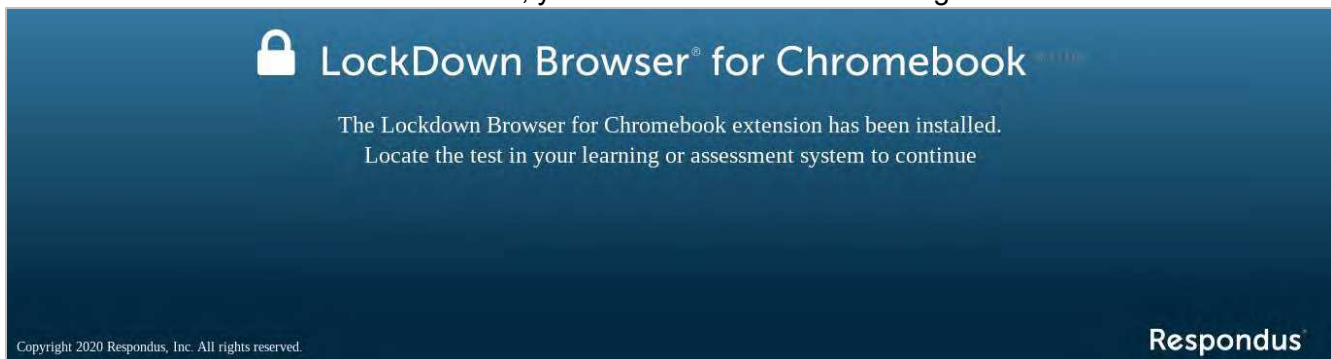 LockDown Browser® for Chromebook
The Lockdown Browser for Chromebook extension has been installed.
Locate the test in your learning or assessment system to continue
Copyright 2020 Respondus, Inc. All rights reserved.
Respondus®